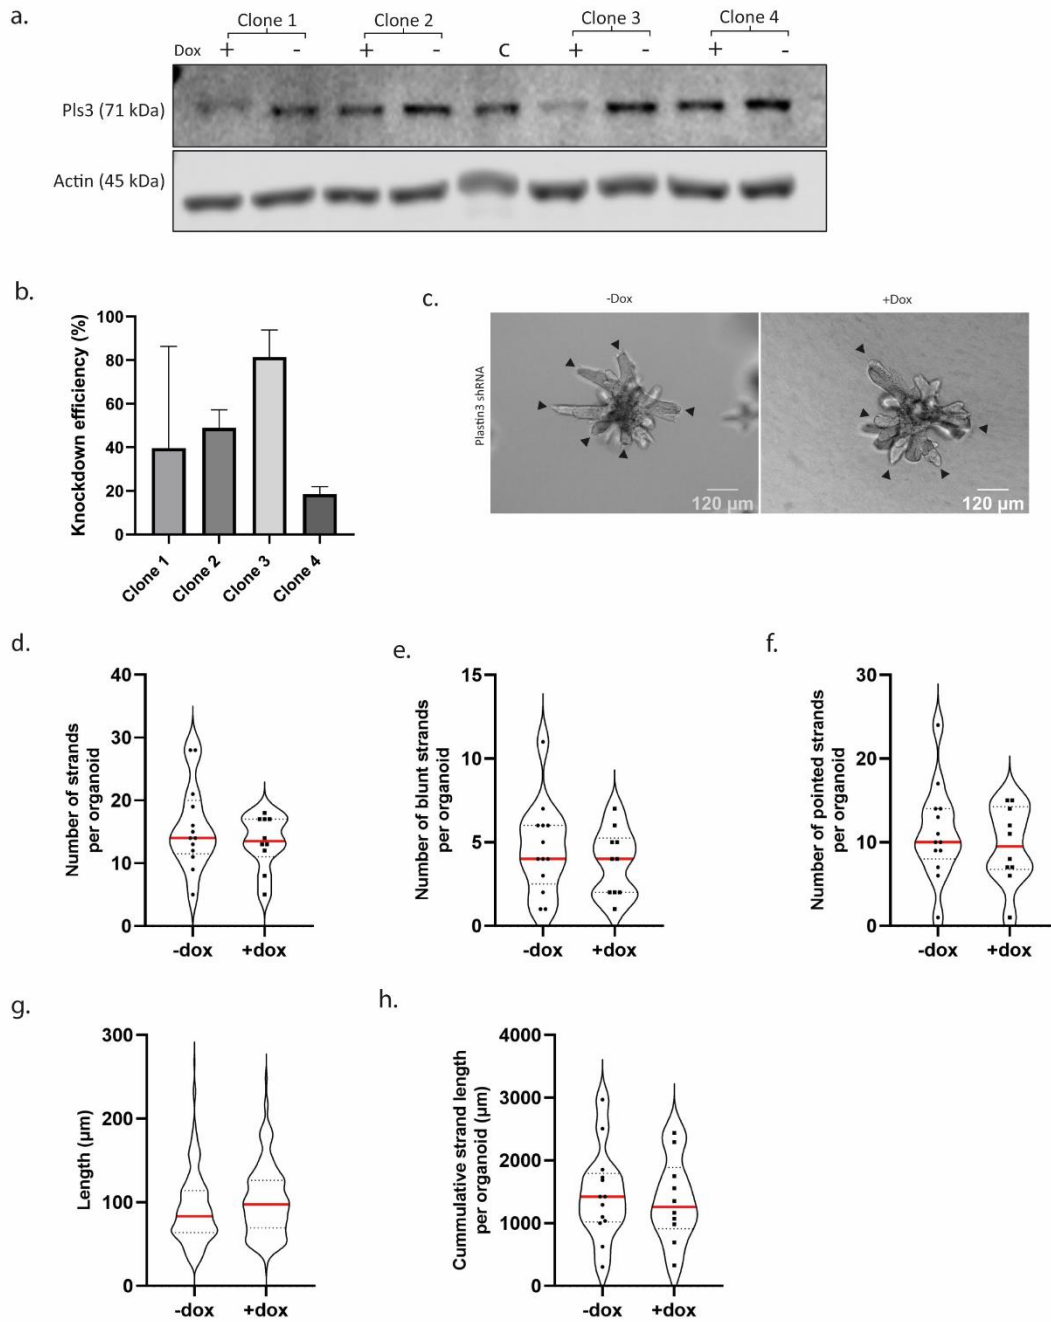 a.
Clone 1
Clone 2
Clone 3
Clone 4
Dox + - + - C + - + -
Pls3 (71 kDa)
Actin (45 kDa)
b.
Knockdown efficiency (%)
100
80
60
40
20
0
Clone 1
Clone 2
Clone 3
Clone 4
c.
-Dox
+Dox
Plastin3 shRNA
120 µm
120 µm
d.
Number of strands
per organoid
40
30
20
10
0
-dox
+dox
e.
Number of blunt strands
per organoid
15
10
5
0
-dox
+dox
f.
Number of pointed strands
per organoid
30
20
10
0
-dox
+dox
g.
Length (µm)
300
200
100
0
-dox
+dox
h.
Cummulative strand length
per organoid (µm)
4000
3000
2000
1000
0
-dox
+dox